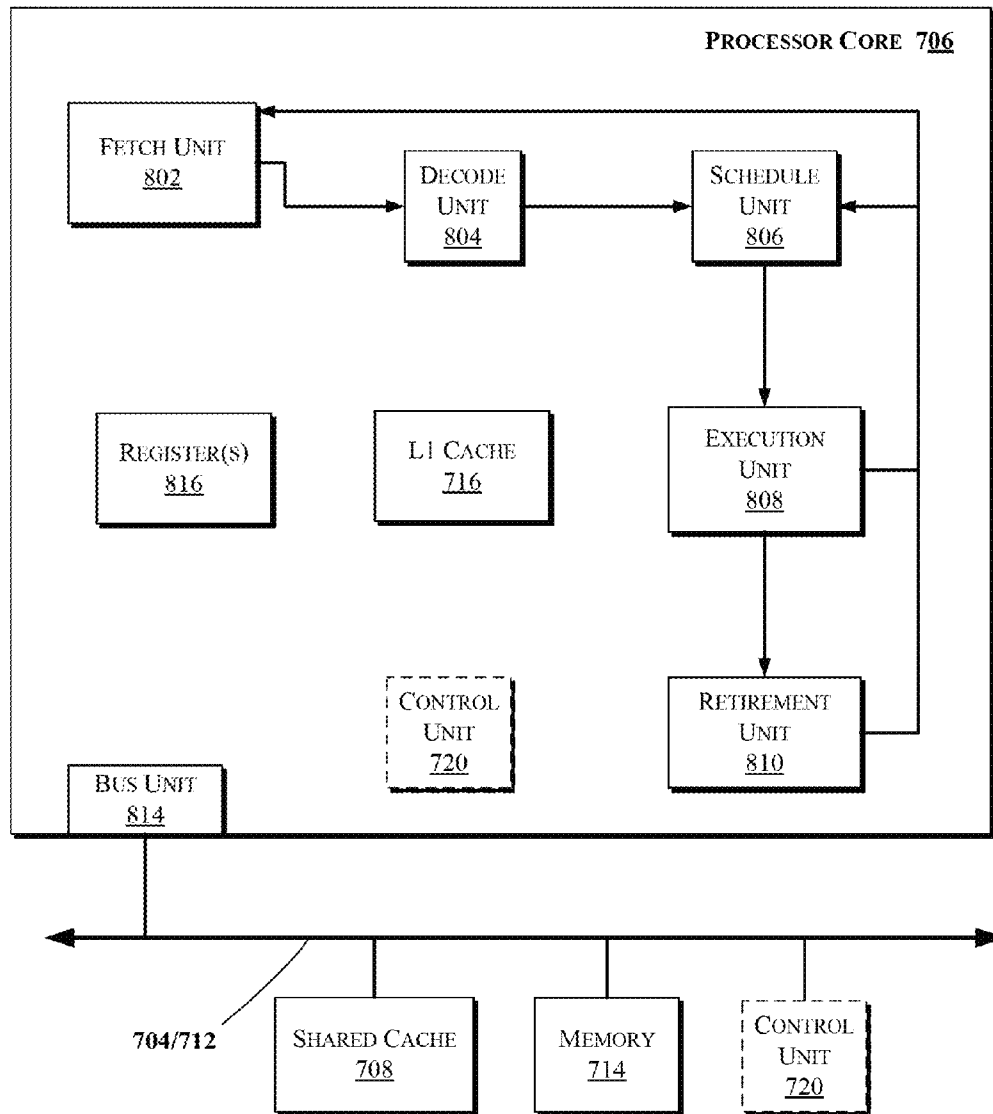 PROCESSOR CORE 706
FETCH UNIT
802
DECODE
UNIT
804
SCHEDULE
UNIT
806
REGISTER(S)
816
L1 CACHE
716
EXECUTION
UNIT
808
CONTROL
UNIT
720
RETIREMENT
UNIT
810
BUS UNIT
814
704/712
SHARED CACHE
708
MEMORY
714
CONTROL
UNIT
720